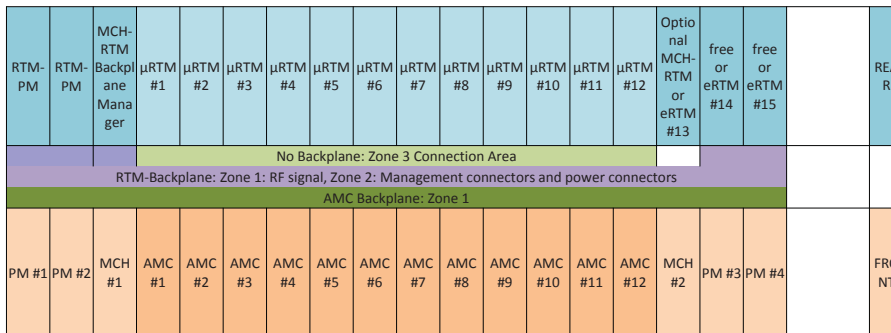 RTM-PM
RTM-PM
MCH-RTM Backplane Manager
µRTM #1
µRTM #2
µRTM #3
µRTM #4
µRTM #5
µRTM #6
µRTM #7
µRTM #8
µRTM #9
µRTM #10
µRTM #11
µRTM #12
Optional MCH-RTM or eRTM #13
free or eRTM #14
free or eRTM #15
REA
R
No Backplane: Zone 3 Connection Area
RTM-Backplane: Zone 1: RF signal, Zone 2: Management connectors and power connectors
AMC Backplane: Zone 1
PM #1
PM #2
MCH #1
AMC #1
AMC #2
AMC #3
AMC #4
AMC #5
AMC #6
AMC #7
AMC #8
AMC #9
AMC #10
AMC #11
AMC #12
MCH #2
PM #3
PM #4
FRO
NT